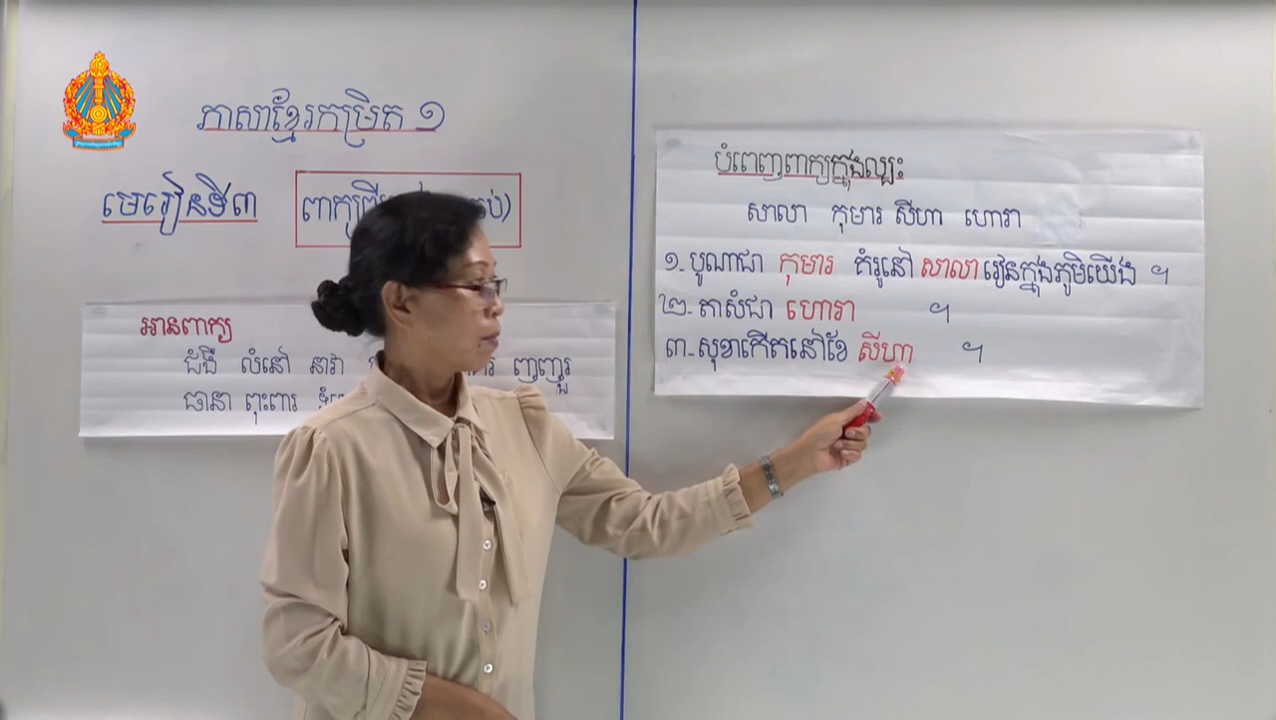 ភាសាខ្មែរកម្រិត ១
មេរៀនទី៣
អានពាក្យ
ជំងឺ លំនៅ នាវា ញញួរ
ធានា ពុះពារ
បំពេញពាក្យក្នុងល្បះ
សាលា កុមារ សីហា ហោរា
១- បូណាជា កុមារ គំរូនៅ សាលា រៀនក្នុងភូមិយើង ។
២- តាសំជា ហោរា ។
៣- សុខាកើតនៅខែ សីហា ។